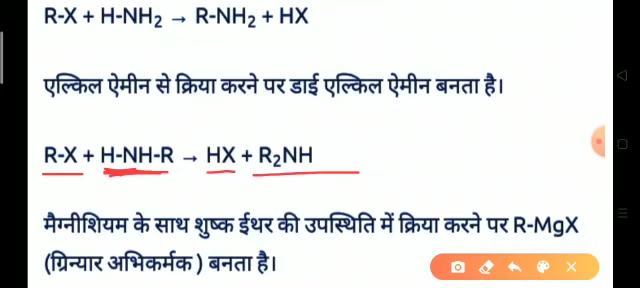 R-X + H-NH₂ → R-NH₂ + HX
एल्किल ऐमीन से क्रिया करने पर डाई एल्किल ऐमीन बनता है।
R-X + H-NH-R → HX + R₂NH
मैग्नीशियम के साथ शुष्क ईथर की उपस्थिति में क्रिया करने पर R-MgX
(ग्रिन्यार अभिकर्मक ) बनता है।